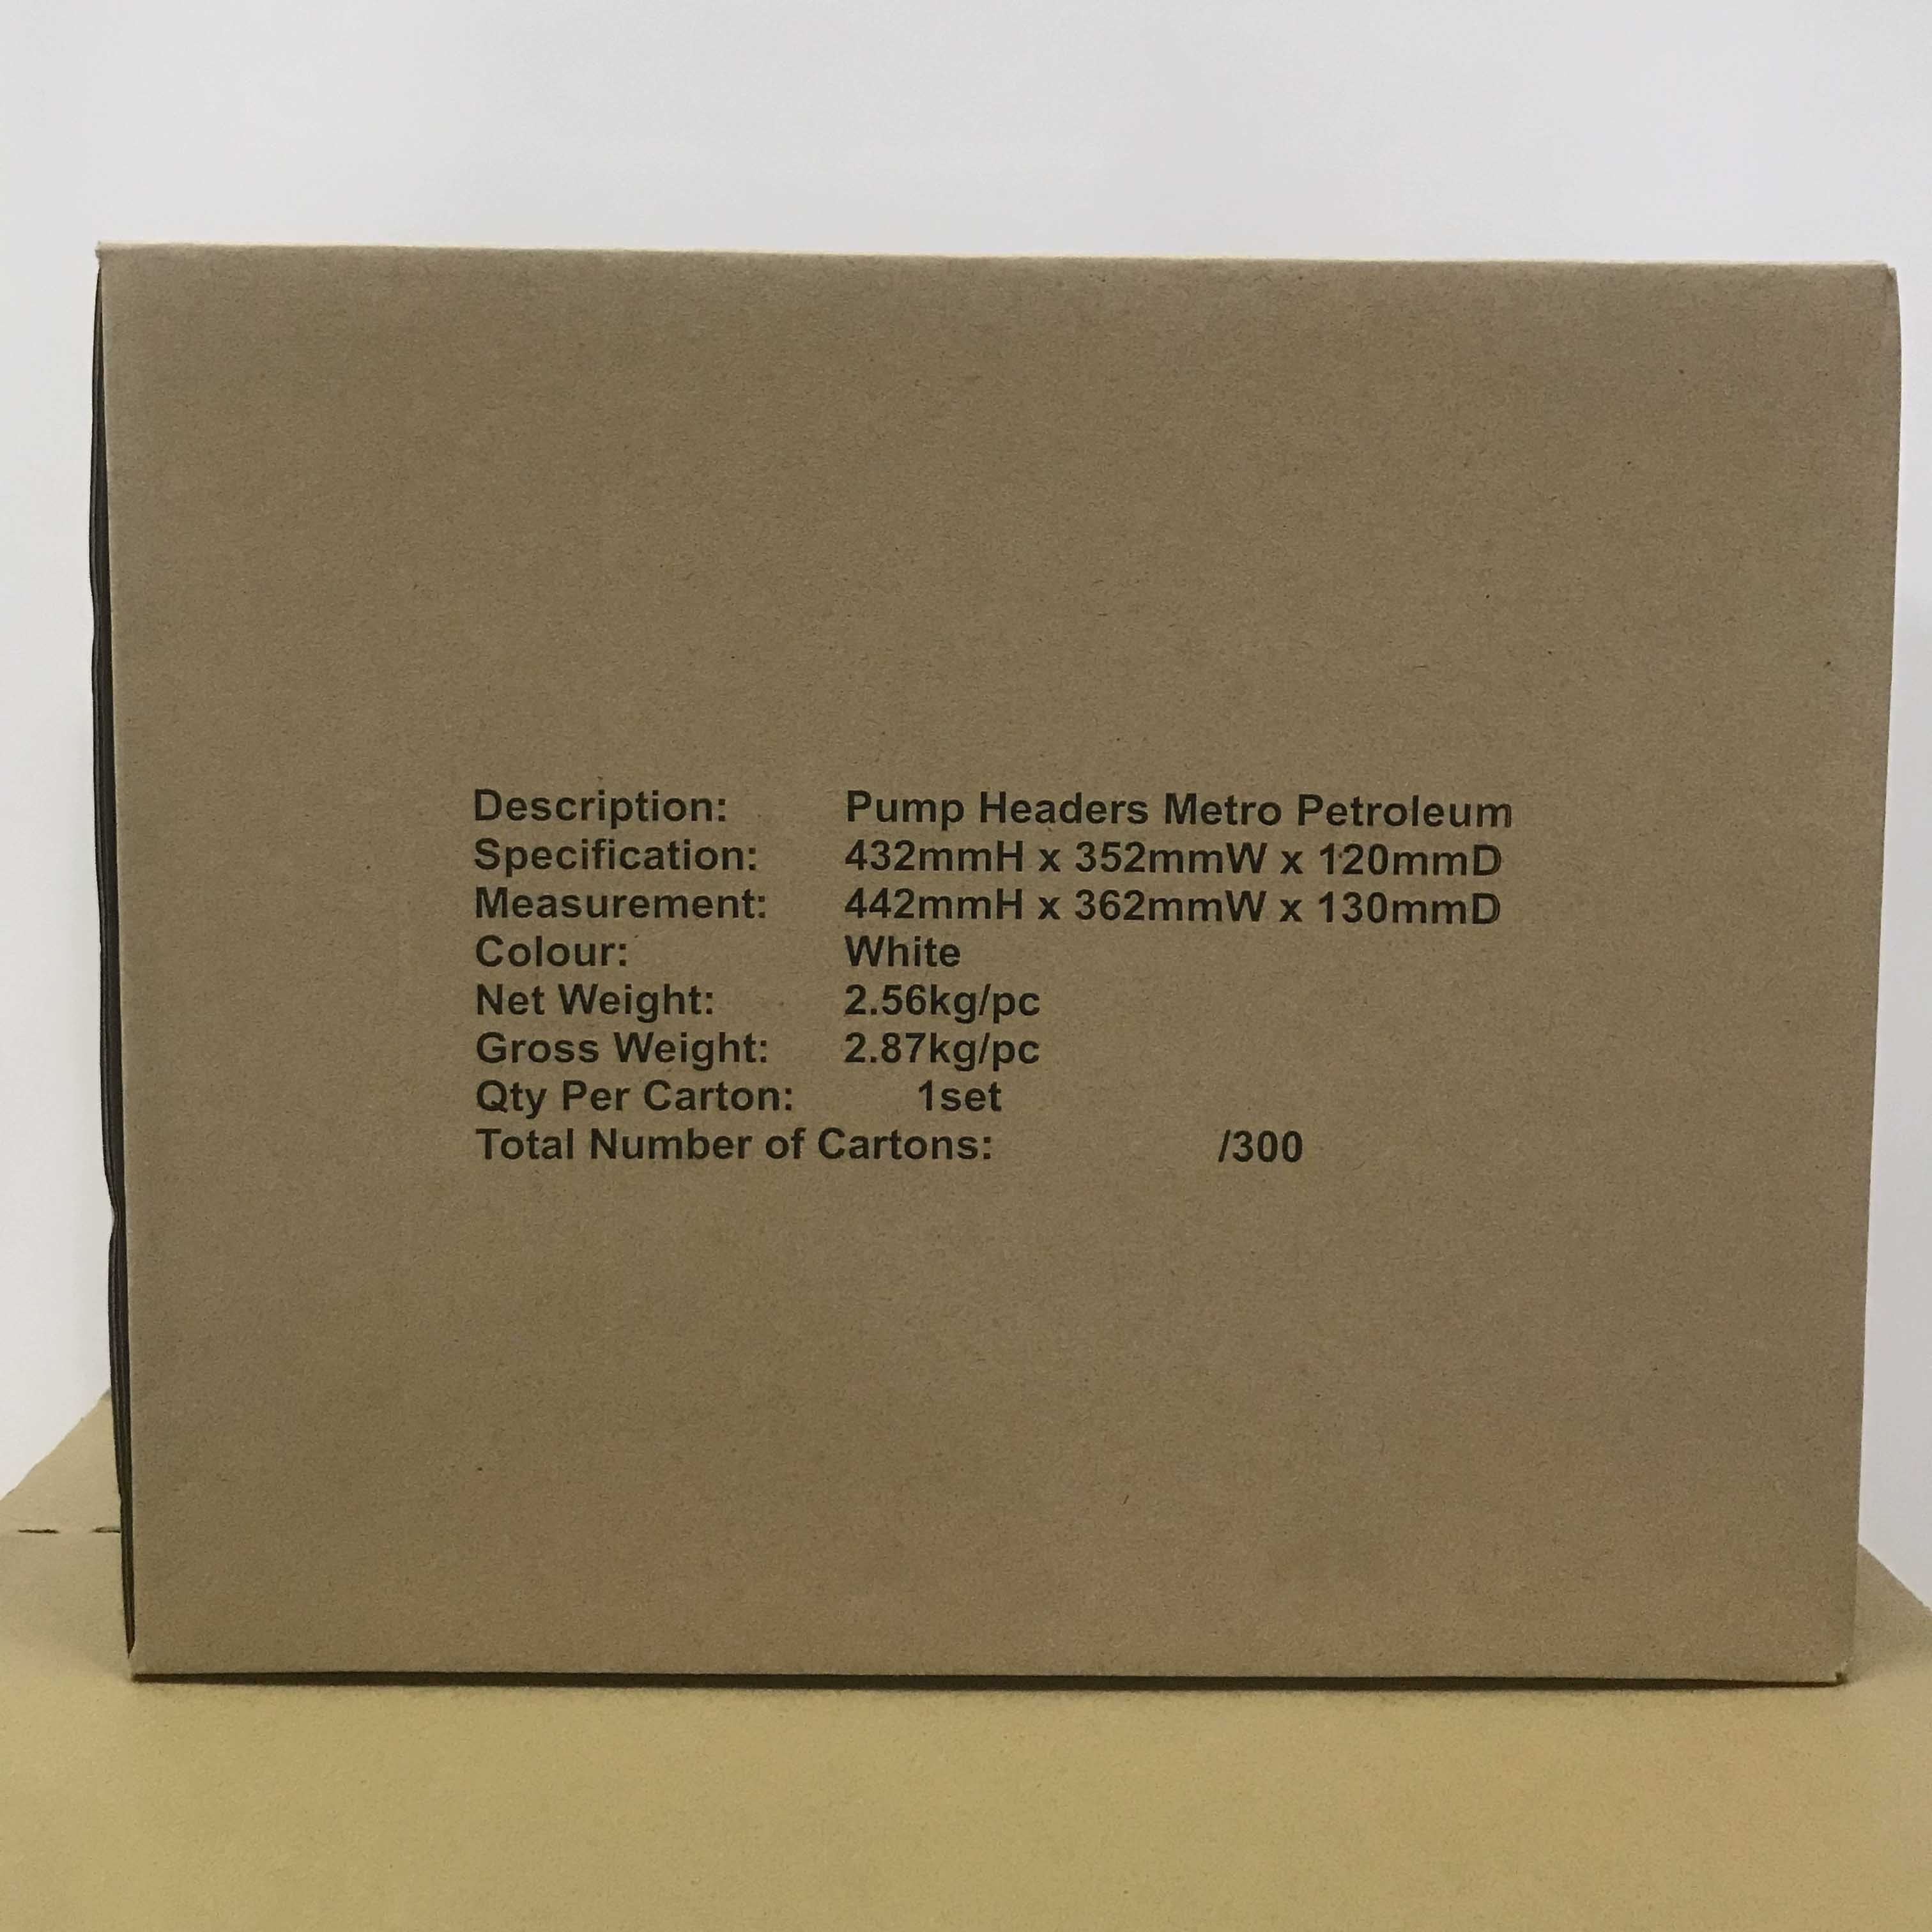 Description: Pump Headers Metro Petroleum
Specification: 432mmH x 352mmW x 120mmD
Measurement: 442mmH x 362mmW x 130mmD
Colour: White
Net Weight: 2.56kg/pc
Gross Weight: 2.87kg/pc
Qty Per Carton: 1set
Total Number of Cartons: /300